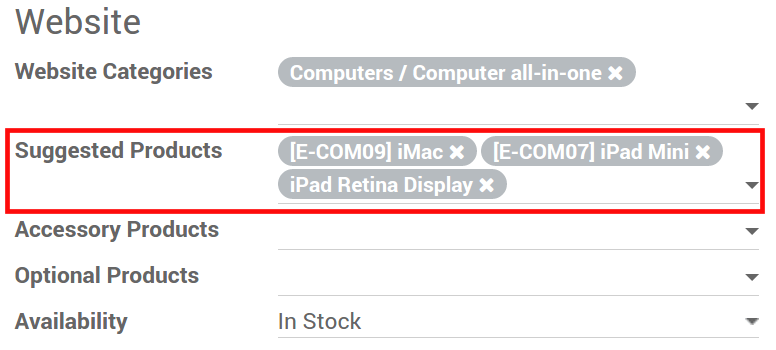 Website
Website Categories Computers / Computer all-in-one ✖
Suggested Products [E-COM09] iMac ✖ [E-COM07] iPad Mini ✖
iPad Retina Display ✖
Accessory Products
Optional Products
Availability In Stock